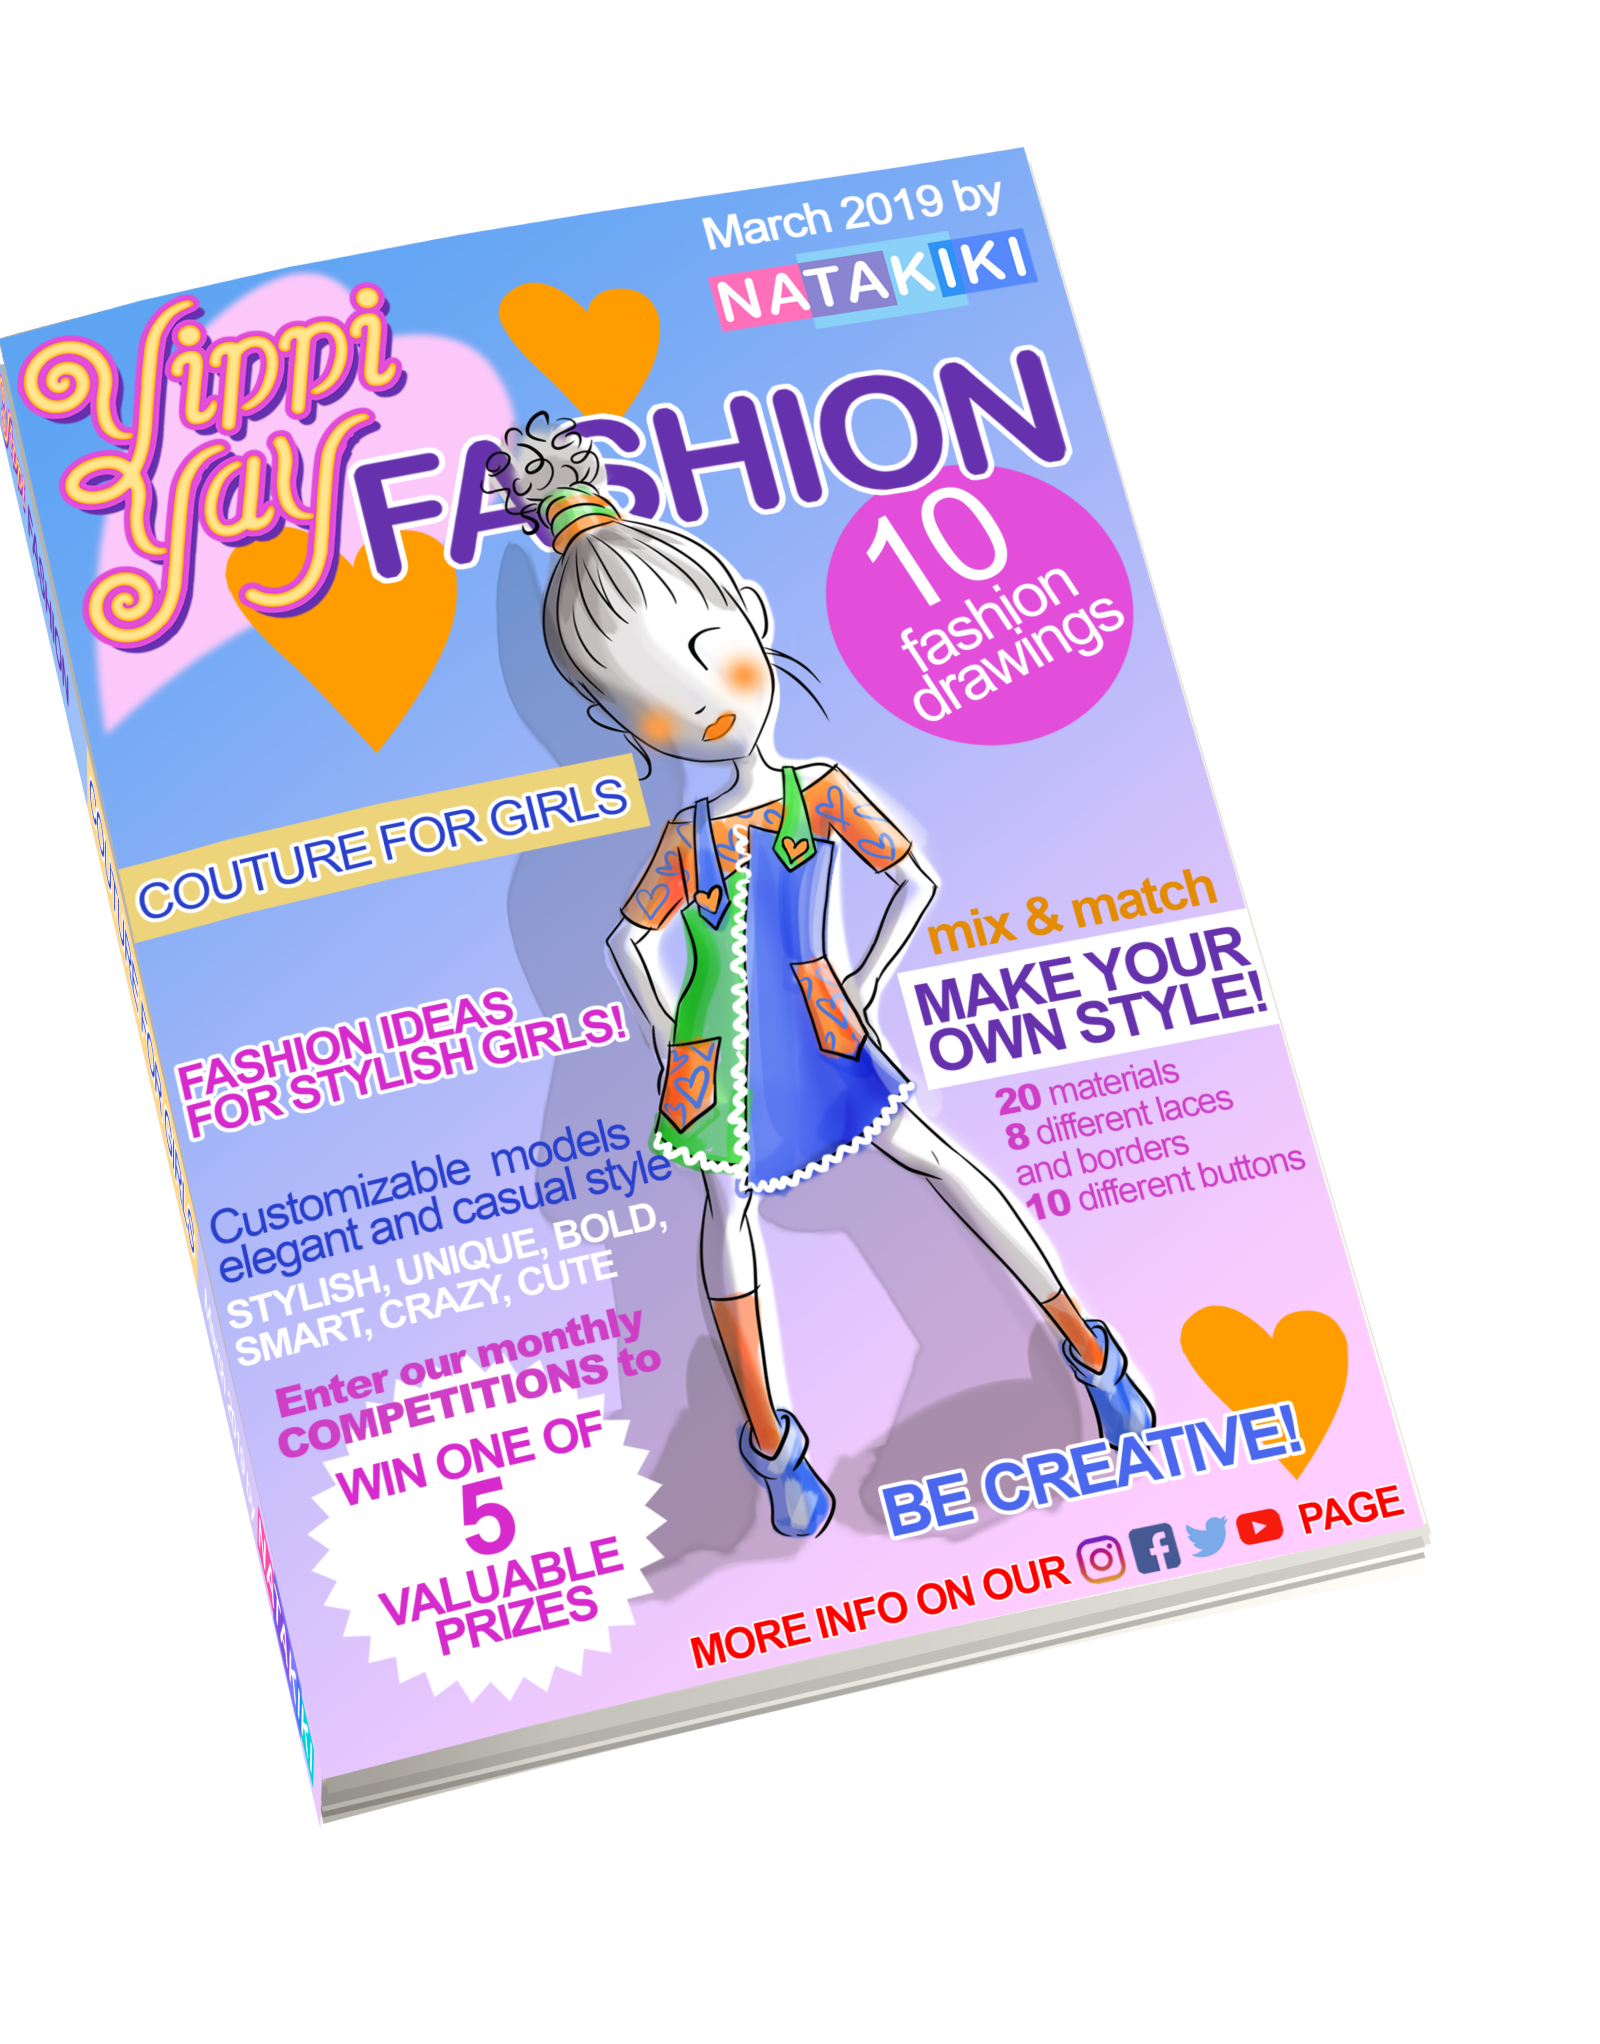 March 2019 by
NATAKIKI
Yippi
Yay
FASHION
10
fashion
drawings
COUTURE FOR GIRLS
mix & match
MAKE YOUR
OWN STYLE!
20 materials
8 different laces
and borders
10 different buttons
FASHION IDEAS
FOR STYLISH GIRLS!
Customizable models
elegant and casual style
STYLISH, UNIQUE, BOLD,
SMART, CRAZY, CUTE
Enter our monthly
COMPETITIONS to
WIN ONE OF
5
VALUABLE
PRIZES
BE CREATIVE!
MORE INFO ON OUR PAGE